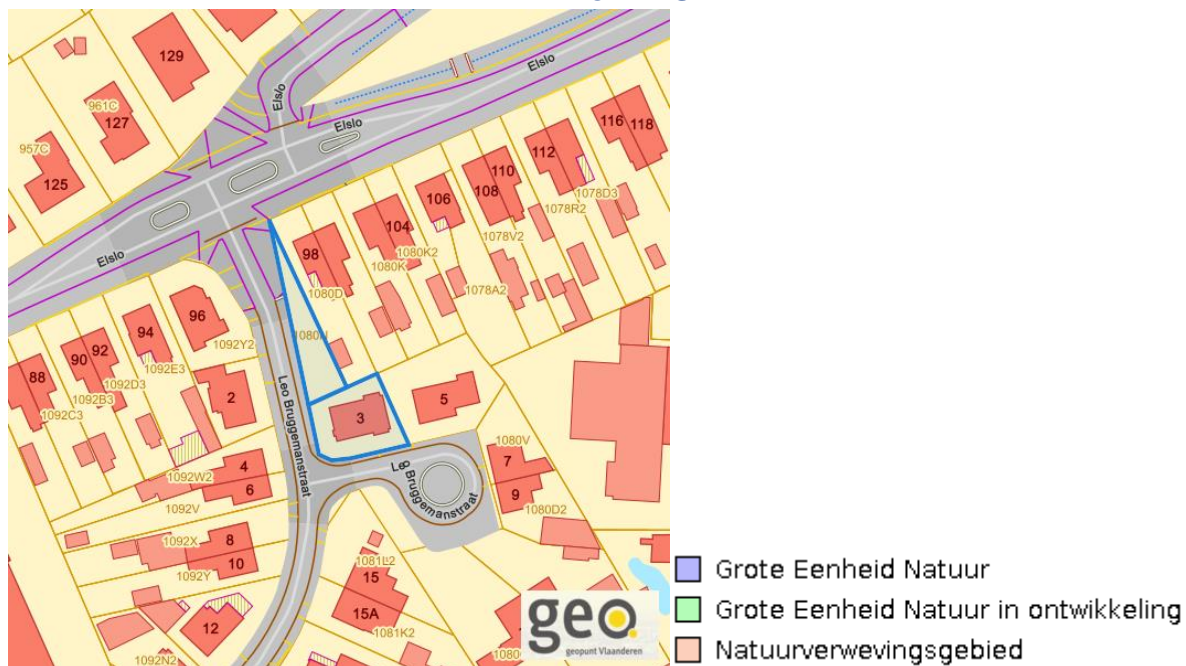 129
Elslo
Elslo
961C
127
Elslo
116
118
957C
125
112
110
108
1078D3
106
1078R2
104
98
1078V2
1080K2
1080K
Elslo
1080D
1078A2
96
94
1080N
92
90
1092Y2
88
1092E3
1092D3
1092B3
2
5
1092C3
Leo Bruggemanstraat
3
1080V
4
7
Leo Bruggemanstraat
1092W2
6
9
1092V
1080D2
8
1092X
10
1081L2
1092Y
15
15A
12
1081K2
1092N2
geo
geopunt Vlaanderen
Grote Eenheid Natuur
Grote Eenheid Natuur in ontwikkeling
Natuurverwevingsgebied